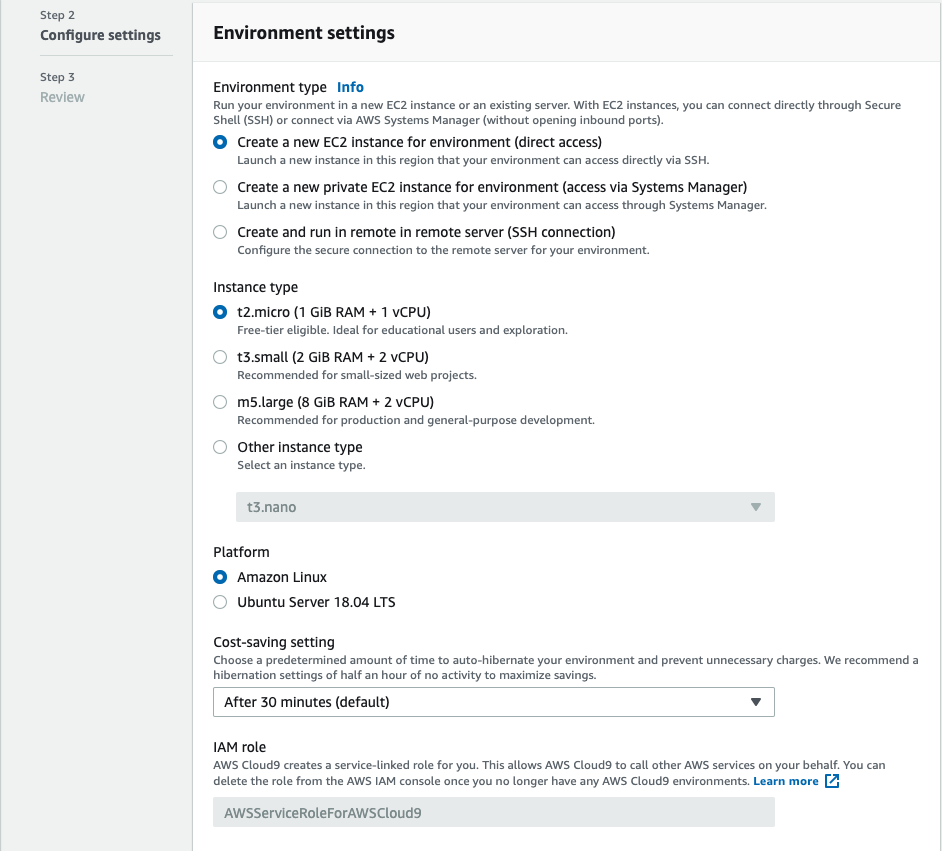 Step 2
Configure settings
Step 3
Review
Environment settings
Environment type Info
Run your environment in a new EC2 instance or an existing server. With EC2 instances, you can connect directly through Secure
Shell (SSH) or connect via AWS Systems Manager (without opening inbound ports).
Create a new EC2 instance for environment (direct access)
Launch a new instance in this region that your environment can access directly via SSH.
Create a new private EC2 instance for environment (access via Systems Manager)
Launch a new instance in this region that your environment can access through Systems Manager.
Create and run in remote in remote server (SSH connection)
Configure the secure connection to the remote server for your environment.
Instance type
t2.micro (1 GiB RAM + 1 vCPU)
Free-tier eligible. Ideal for educational users and exploration.
t3.small (2 GiB RAM + 2 vCPU)
Recommended for small-sized web projects.
m5.large (8 GiB RAM + 2 vCPU)
Recommended for production and general-purpose development.
Other instance type
Select an instance type.
t3.nano
Platform
Amazon Linux
Ubuntu Server 18.04 LTS
Cost-saving setting
Choose a predetermined amount of time to auto-hibernate your environment and prevent unnecessary charges. We recommend a
hibernation settings of half an hour of no activity to maximize savings.
After 30 minutes (default)
IAM role
AWS Cloud9 creates a service-linked role for you. This allows AWS Cloud9 to call other AWS services on your behalf. You can
delete the role from the AWS IAM console once you no longer have any AWS Cloud9 environments. Learn more
AWSServiceRoleForAWSCloud9